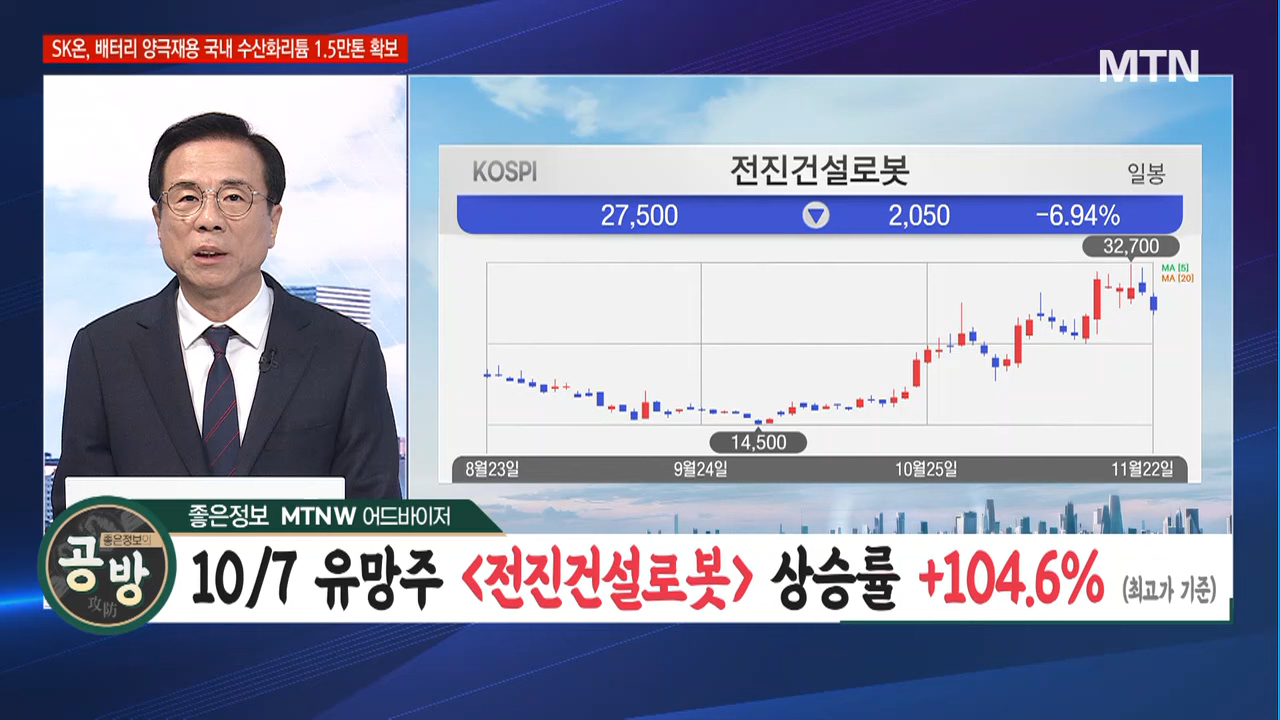 SK온, 배터리 양극재용 국내 수산화리튬 1.5만톤 확보
MTN
KOSPI 전진건설로봇 일봉
27,500 ▼ 2,050 -6.94%
32,700
MA [5]
MA [20]
14,500
8월23일 9월24일 10월25일 11월22일
좋은정보 MTNW 어드바이저
좋은정보의
공방
攻防
10/7 유망주 <전진건설로봇> 상승률 +104.6% (최고가 기준)